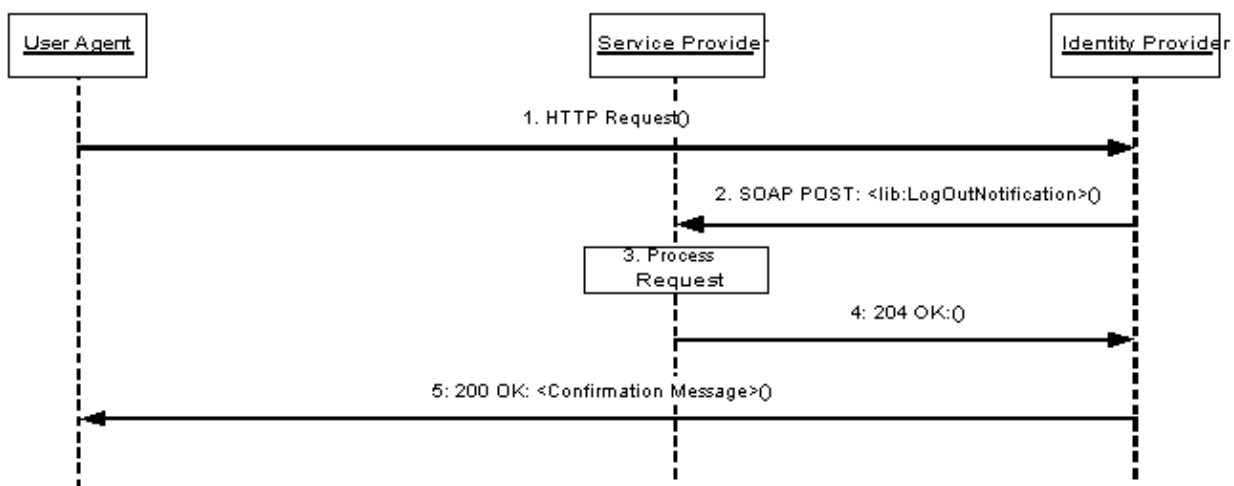 User Agent
Service Provider
Identity Provider
1. HTTP Request()
2. SOAP POST: <lib:LogOutNotification>()
3. Process
Request
4: 204 OK:()
5: 200 OK: <Confirmation Message>()